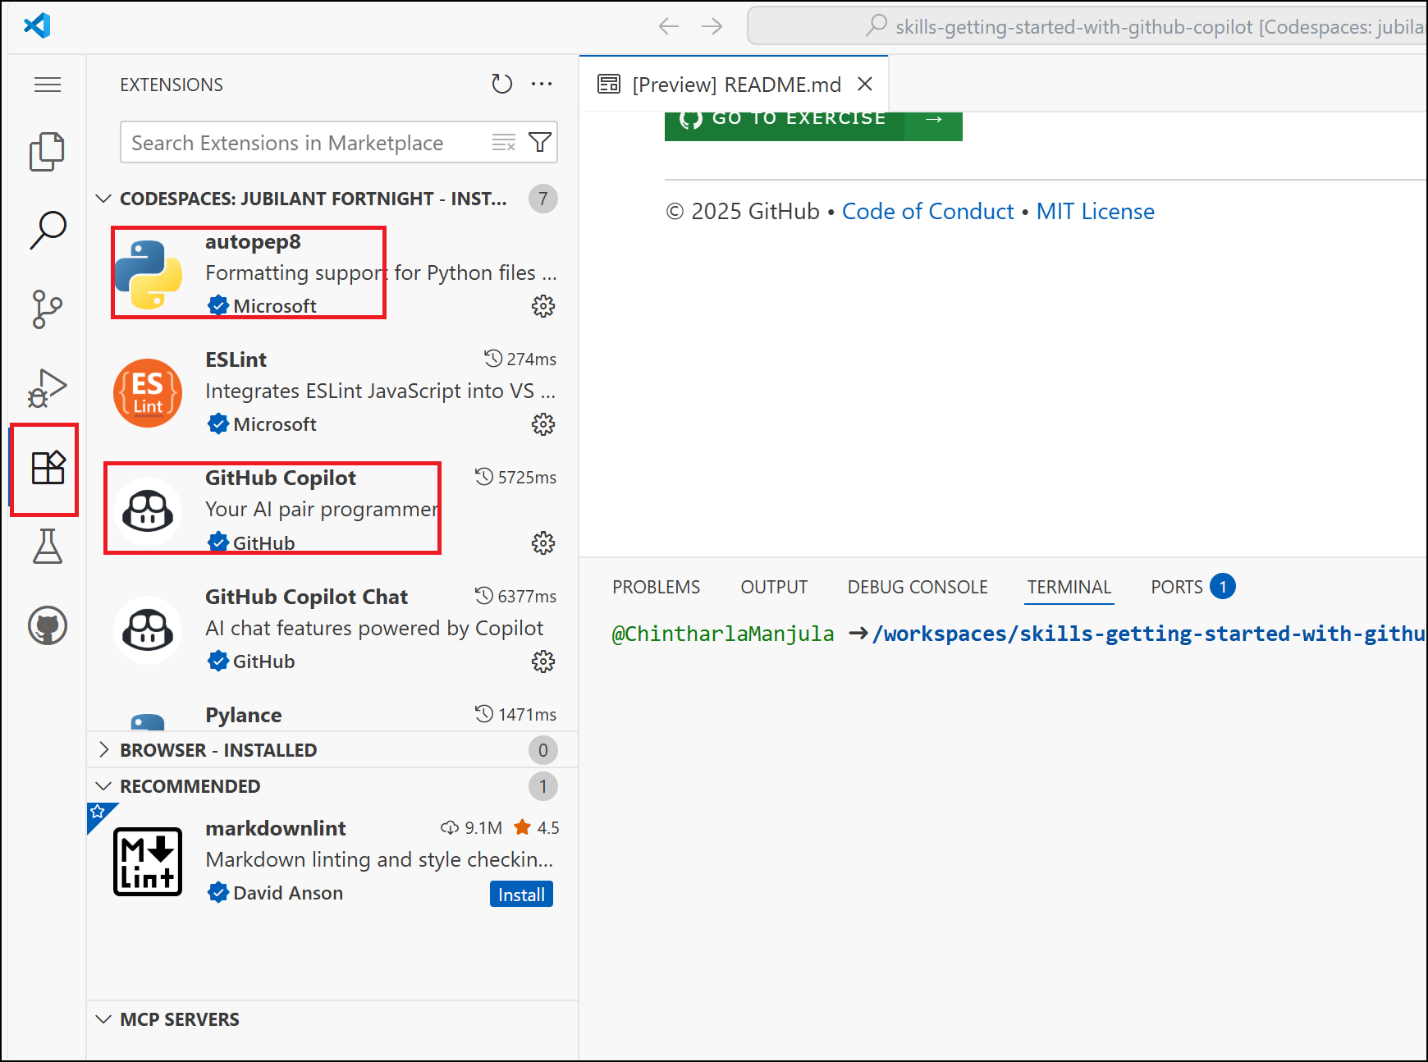 skills-getting-started-with-github-copilot [Codespaces: jubila
EXTENSIONS
Search Extensions in Marketplace
CODESPACES: JUBILANT FORTNIGHT - INST... 7
autopep8
Formatting support for Python files ...
Microsoft
ESLint 274ms
Integrates ESLint JavaScript into VS ...
Microsoft
ES
Lint
GitHub Copilot 5725ms
Your AI pair programmer
GitHub
GitHub Copilot Chat 6377ms
AI chat features powered by Copilot
GitHub
Pylance 1471ms
BROWSER - INSTALLED 0
RECOMMENDED 1
markdownlint 9.1M 4.5
Markdown linting and style checkin...
David Anson Install
M
Lint
MCP SERVERS
[Preview] README.md
GO TO EXERCISE →
© 2025 GitHub • Code of Conduct • MIT License
PROBLEMS OUTPUT DEBUG CONSOLE TERMINAL PORTS 1
@ChintharlaManjula →/workspaces/skills-getting-started-with-githu